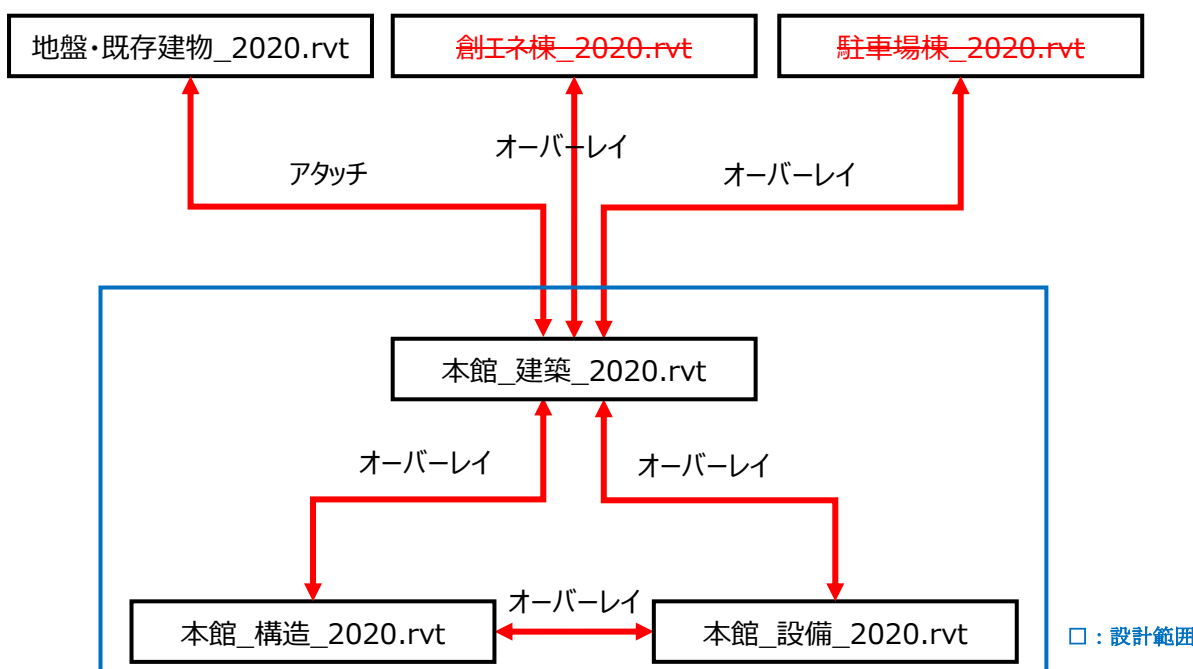 地盤・既存建物_2020.rvt
創エネ棟_2020.rvt
駐車場棟_2020.rvt
オーバーレイ
アタッチ
オーバーレイ
本館_建築_2020.rvt
オーバーレイ
オーバーレイ
オーバーレイ
本館_構造_2020.rvt
本館_設備_2020.rvt
□：設計範囲